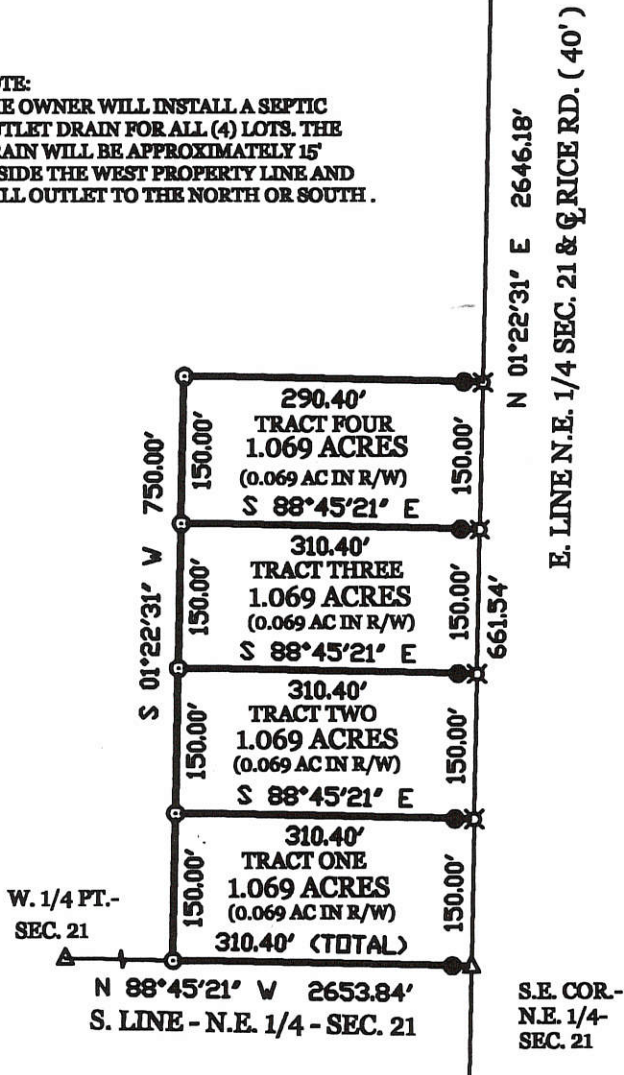 TE:
E OWNER WILL INSTALL A SEPTIC
TLET DRAIN FOR ALL (4) LOTS. THE
RAIN WILL BE APPROXIMATELY 15'
SIDE THE WEST PROPERTY LINE AND
LL OUTLET TO THE NORTH OR SOUTH .
N 01°22'31" E 2646.18'
E. LINE N.E. 1/4 SEC. 21 & ℄ RICE RD. ( 40' )
S 01°22'31" W 750.00'
290.40'
150.00' TRACT FOUR 150.00'
1.069 ACRES
(0.069 AC IN R/W)
S 88°45'21" E
310.40'
150.00' TRACT THREE 150.00'
1.069 ACRES
661.54'
(0.069 AC IN R/W)
S 88°45'21" E
310.40'
150.00' TRACT TWO 150.00'
1.069 ACRES
(0.069 AC IN R/W)
S 88°45'21" E
310.40'
150.00' TRACT ONE 150.00'
1.069 ACRES
(0.069 AC IN R/W)
310.40' (TOTAL)
W. 1/4 PT.-
SEC. 21
N 88°45'21" W 2653.84'
S. LINE - N.E. 1/4 - SEC. 21
S.E. COR.-
N.E. 1/4-
SEC. 21